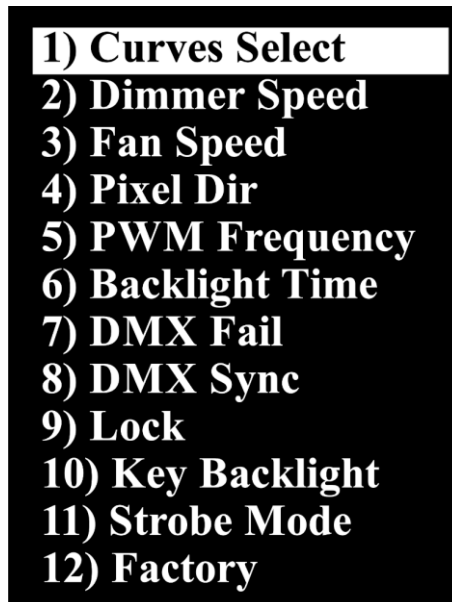 1) Curves Select
2) Dimmer Speed
3) Fan Speed
4) Pixel Dir
5) PWM Frequency
6) Backlight Time
7) DMX Fail
8) DMX Sync
9) Lock
10) Key Backlight
11) Strobe Mode
12) Factory